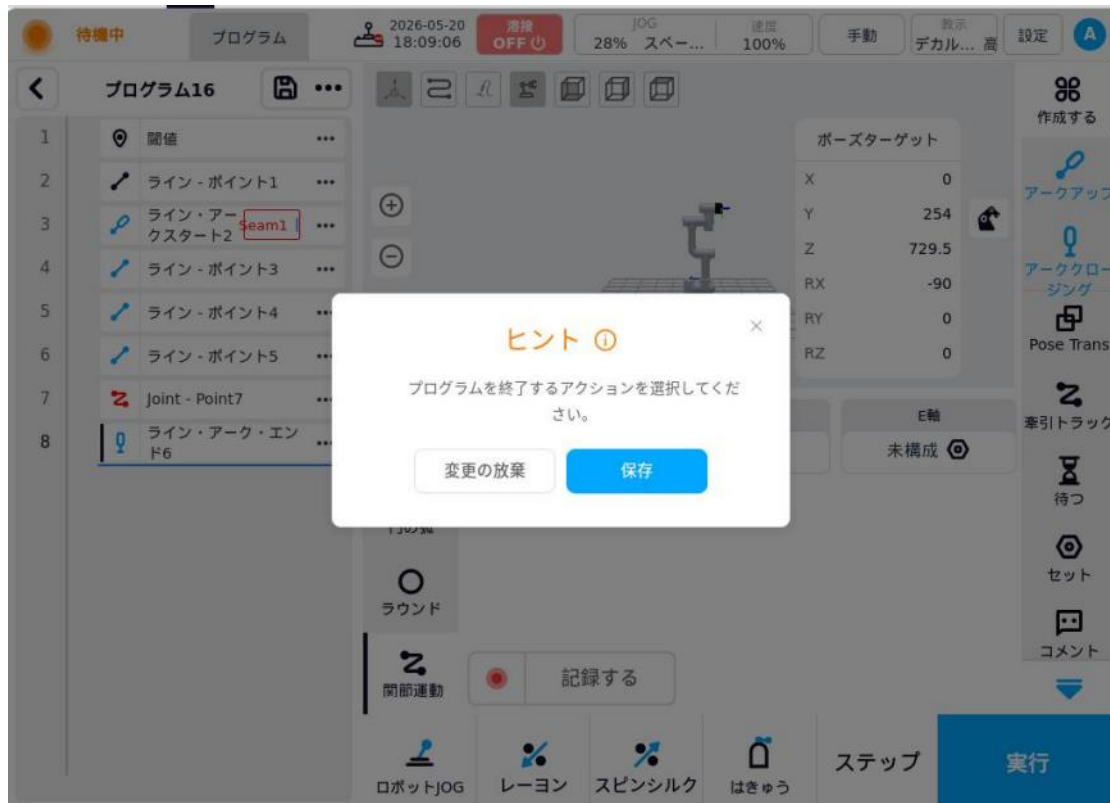 待機中
プログラム
2026-05-20
18:09:06
溶接
OFF
JOG
28% スペー...
速度
100%
手動
教示
デカル... 高
設定
A
プログラム16
•••
作成する
1
閾値
•••
2
ライン - ポイント1
•••
3
ライン・アー
クスタート2
Seam1
•••
4
ライン - ポイント3
•••
5
ライン - ポイント4
6
ライン - ポイント5
7
Joint - Point7
8
ライン・アーク・エン
ド6
ポーズターゲット
X 0
Y 254
Z 729.5
RX -90
RY 0
RZ 0
アークアップ
アーククロー
ジング
Pose Trans
牽引トラック
待つ
セット
コメント
ヒント
プログラムを終了するアクションを選択してくだ
さい。
変更の放棄
保存
E軸
未構成
円の弧
ラウンド
関節運動
記録する
ロボットJOG
レーヨン
スピンシルク
はきゅう
ステップ
実行